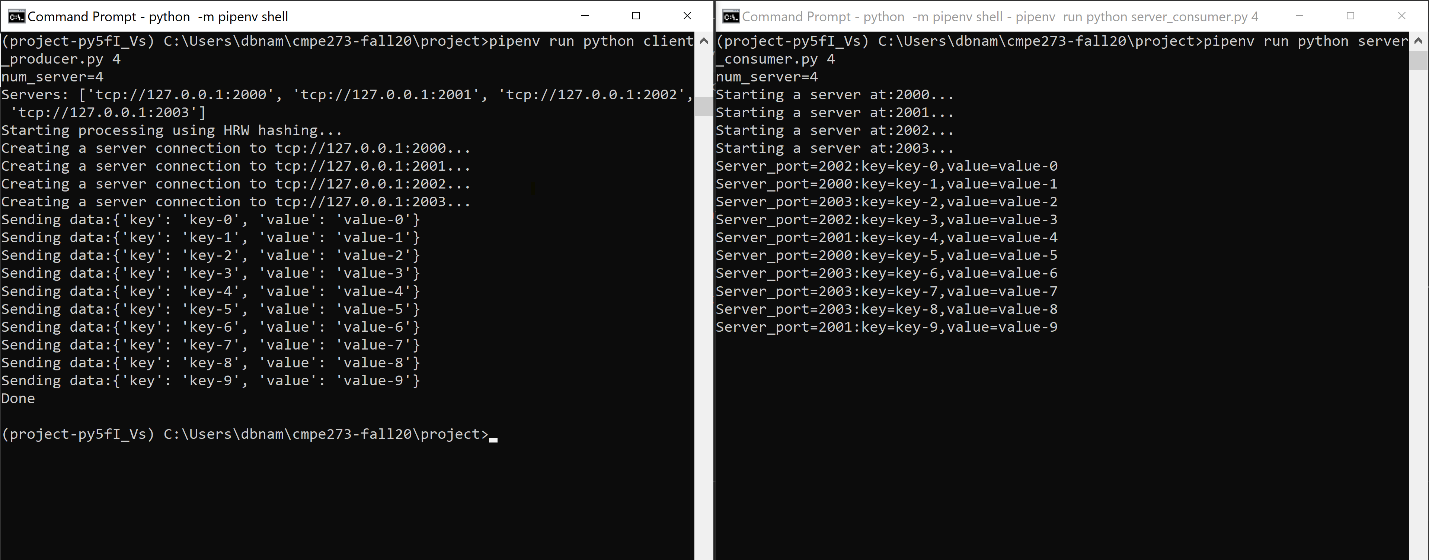 Command Prompt - python  -m pipenv shell
(project-py5fI_Vs) C:\Users\dbnam\cmpe273-fall20\project>pipenv run python client
_producer.py 4
num_server=4
Servers: ['tcp://127.0.0.1:2000', 'tcp://127.0.0.1:2001', 'tcp://127.0.0.1:2002',
 'tcp://127.0.0.1:2003']
Starting processing using HRW hashing...
Creating a server connection to tcp://127.0.0.1:2000...
Creating a server connection to tcp://127.0.0.1:2001...
Creating a server connection to tcp://127.0.0.1:2002...
Creating a server connection to tcp://127.0.0.1:2003...
Sending data:{'key': 'key-0', 'value': 'value-0'}
Sending data:{'key': 'key-1', 'value': 'value-1'}
Sending data:{'key': 'key-2', 'value': 'value-2'}
Sending data:{'key': 'key-3', 'value': 'value-3'}
Sending data:{'key': 'key-4', 'value': 'value-4'}
Sending data:{'key': 'key-5', 'value': 'value-5'}
Sending data:{'key': 'key-6', 'value': 'value-6'}
Sending data:{'key': 'key-7', 'value': 'value-7'}
Sending data:{'key': 'key-8', 'value': 'value-8'}
Sending data:{'key': 'key-9', 'value': 'value-9'}
Done
(project-py5fI_Vs) C:\Users\dbnam\cmpe273-fall20\project>
Command Prompt - python  -m pipenv shell - pipenv  run python server_consumer.py 4
(project-py5fI_Vs) C:\Users\dbnam\cmpe273-fall20\project>pipenv run python server
_consumer.py 4
num_server=4
Starting a server at:2000...
Starting a server at:2001...
Starting a server at:2002...
Starting a server at:2003...
Server_port=2002:key=key-0,value=value-0
Server_port=2000:key=key-1,value=value-1
Server_port=2003:key=key-2,value=value-2
Server_port=2002:key=key-3,value=value-3
Server_port=2001:key=key-4,value=value-4
Server_port=2000:key=key-5,value=value-5
Server_port=2003:key=key-6,value=value-6
Server_port=2003:key=key-7,value=value-7
Server_port=2003:key=key-8,value=value-8
Server_port=2001:key=key-9,value=value-9